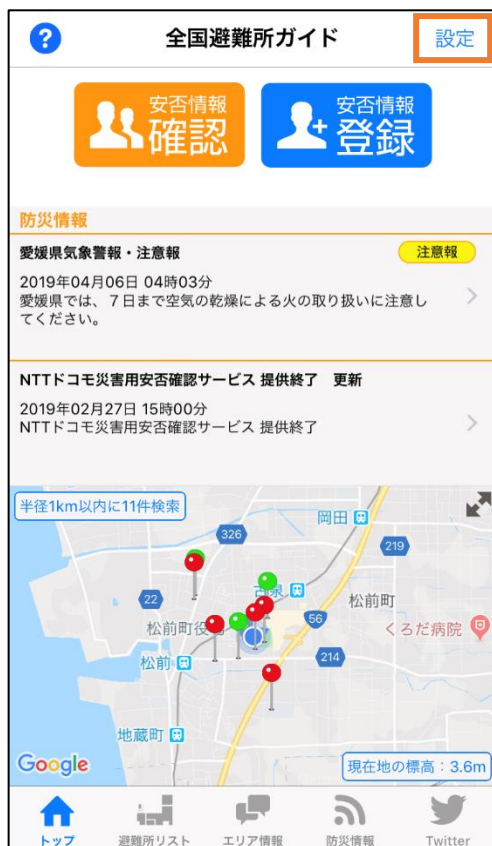 ?
全国避難所ガイド
設定
安否情報
確認
安否情報
登録
防災情報
愛媛県気象警報・注意報
注意報
2019年04月06日 04時03分
愛媛県では、7日まで空気の乾燥による火の取り扱いに注意し
てください。
NTTドコモ災害用安否確認サービス 提供終了　更新
2019年02月27日 15時00分
NTTドコモ災害用安否確認サービス 提供終了
半径1km以内に11件検索
岡田
326
219
22
古泉
松前町
56
松前町役
くろだ病院
松前
214
地蔵町
Google
現在地の標高：3.6m
トップ
避難所リスト
エリア情報
防災情報
Twitter